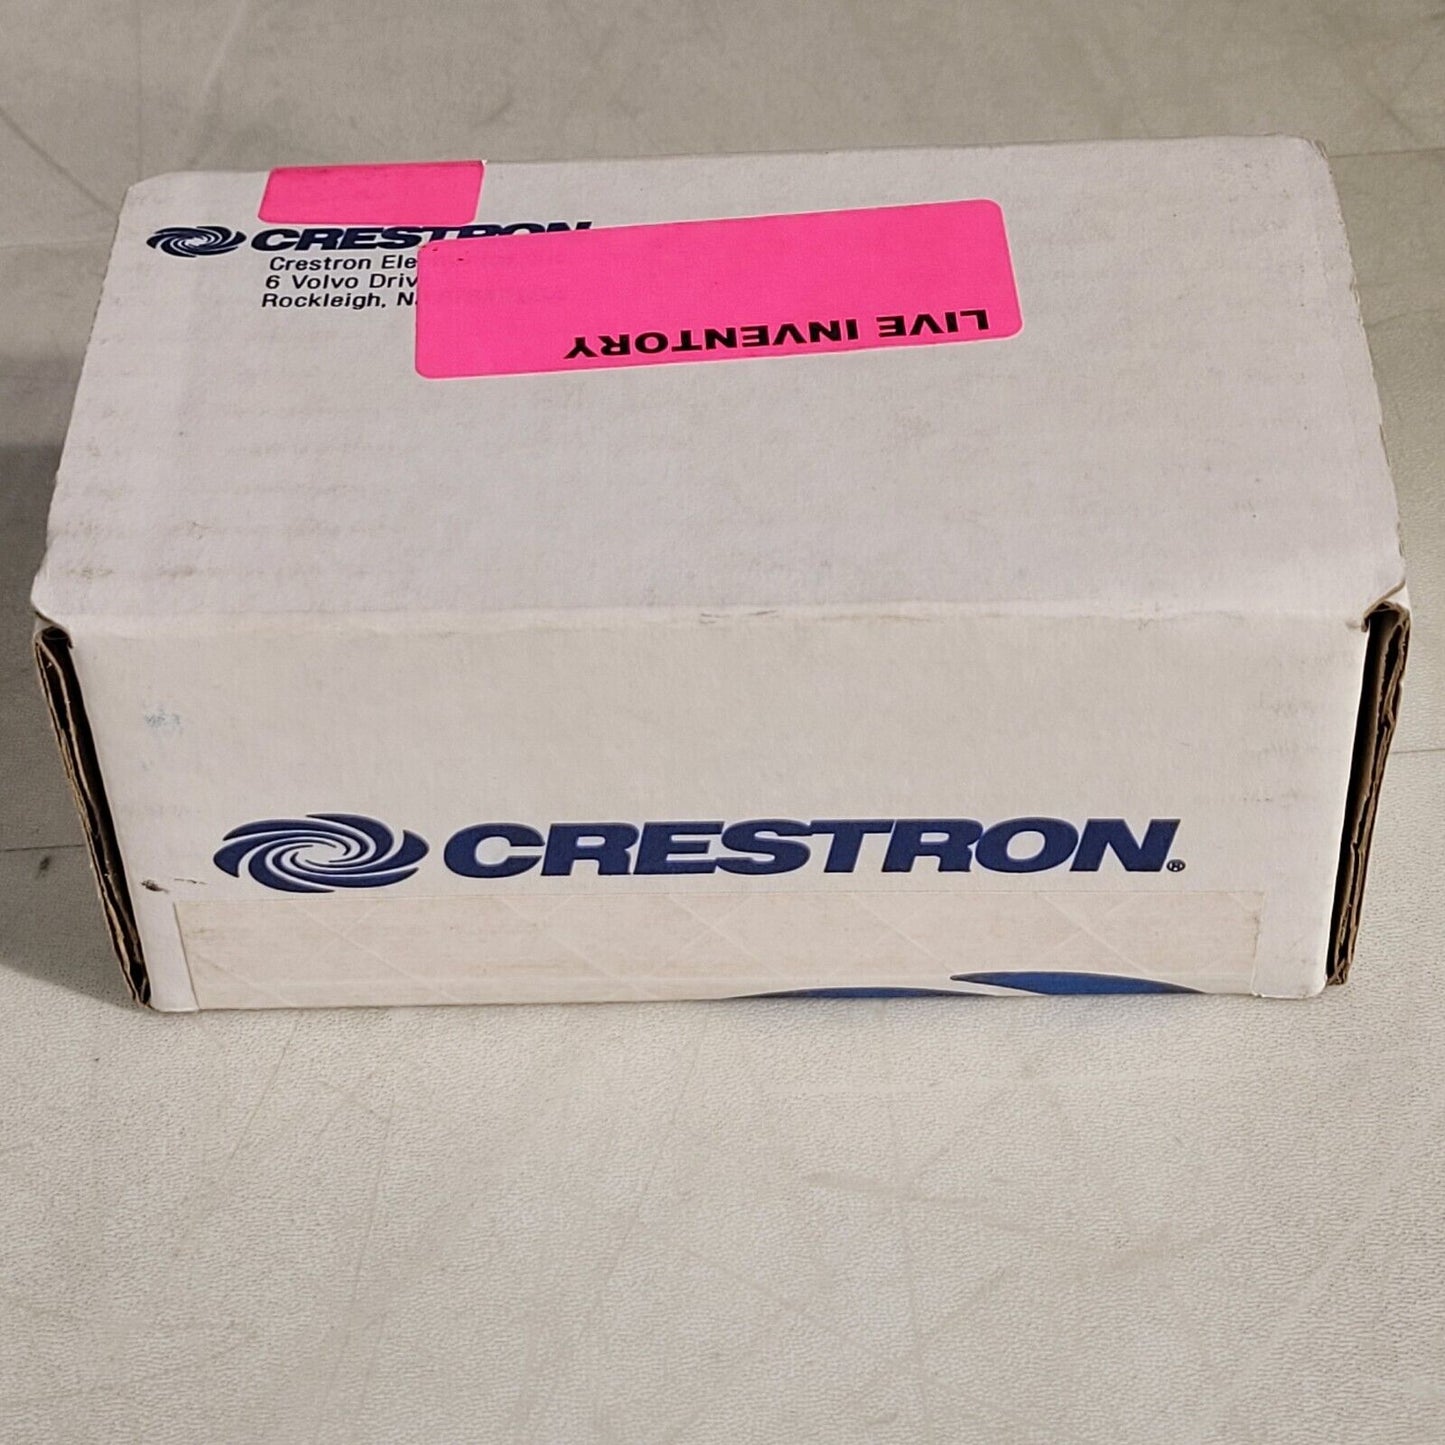 CRESTRON
Crestron Ele
6 Volvo Driv
Rockleigh, N
LIVE INVENTORY
CRESTRON®